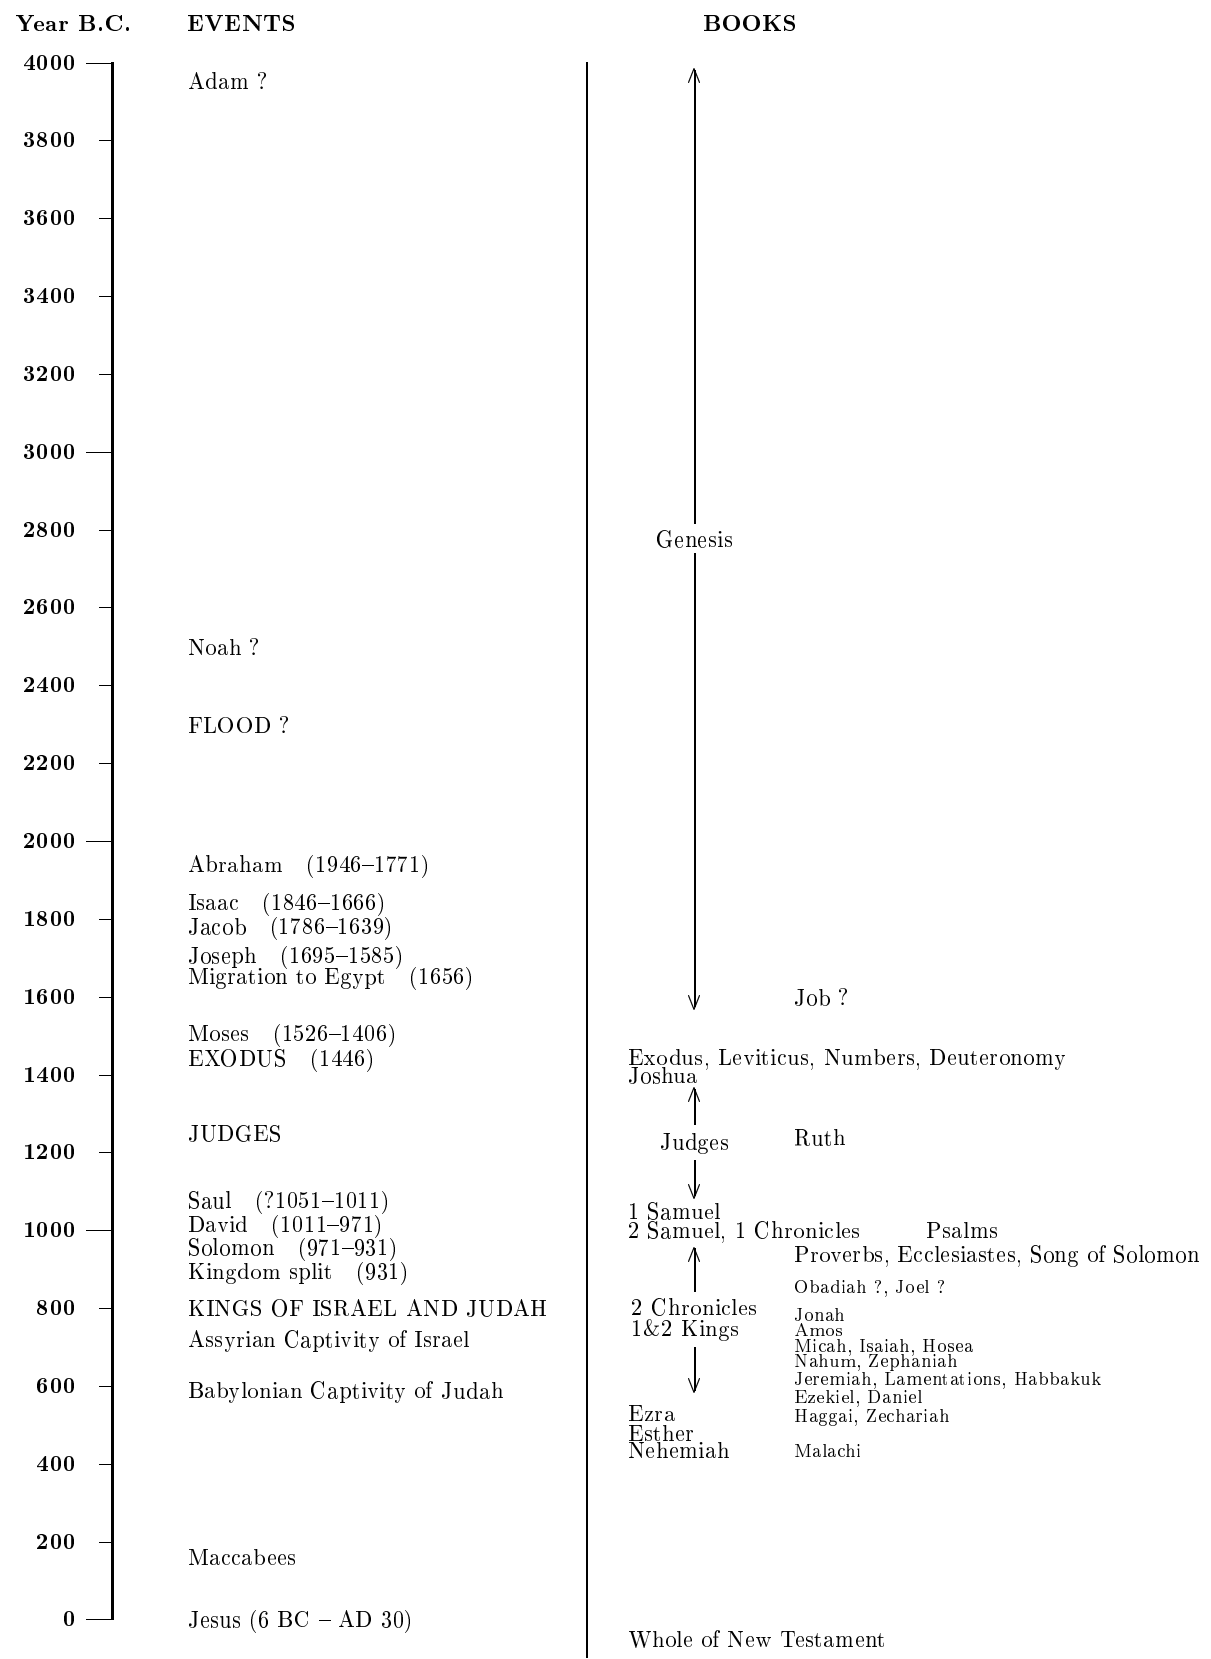 Year B.C. EVENTS BOOKS
4000
Adam ?
3800
3600
3400
3200
3000
2800
Genesis
2600
Noah ?
2400
FLOOD ?
2200
2000
Abraham (1946–1771)
Isaac (1846–1666)
1800
Jacob (1786–1639)
Joseph (1695–1585)
Migration to Egypt (1656)
1600 Job ?
Moses (1526–1406)
EXODUS (1446) Exodus, Leviticus, Numbers, Deuteronomy
1400 Joshua
JUDGES Judges Ruth
1200
Saul (?1051–1011)
1 Samuel
David (1011–971)
1000 2 Samuel, 1 Chronicles Psalms
Solomon (971–931) Proverbs, Ecclesiastes, Song of Solomon
Kingdom split (931)
Obadiah ?, Joel ?
800 KINGS OF ISRAEL AND JUDAH 2 Chronicles
Jonah
1&2 Kings Amos
Assyrian Captivity of Israel Micah, Isaiah, Hosea
Nahum, Zephaniah
Jeremiah, Lamentations, Habbakuk
600 Babylonian Captivity of Judah Ezekiel, Daniel
Ezra Haggai, Zechariah
Esther
Nehemiah Malachi
400
200
Maccabees
0 Jesus (6 BC – AD 30)
Whole of New Testament